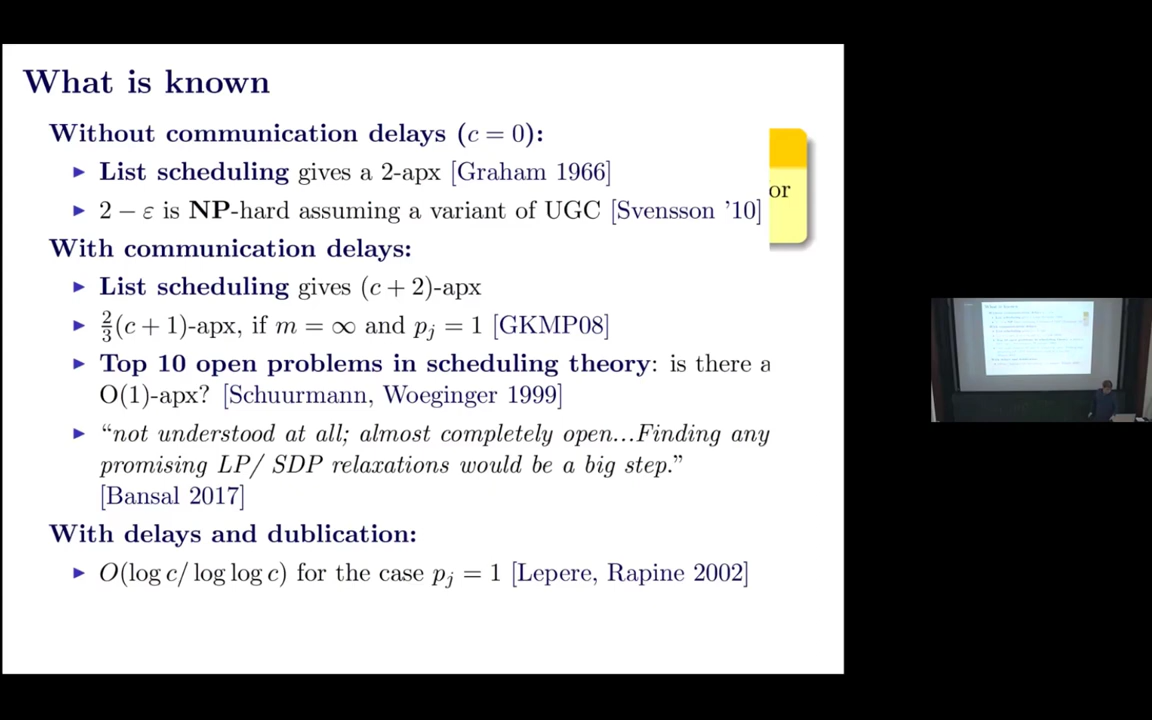 What is known
Without communication delays (c = 0):
► List scheduling gives a 2-apx [Graham 1966]
or
► 2 − ε is NP-hard assuming a variant of UGC [Svensson '10]
With communication delays:
► List scheduling gives (c + 2)-apx
► 2/3(c + 1)-apx, if m = ∞ and p_j = 1 [GKMP08]
► Top 10 open problems in scheduling theory: is there a
O(1)-apx? [Schuurmann, Woeginger 1999]
► “not understood at all; almost completely open...Finding any
promising LP/ SDP relaxations would be a big step.”
[Bansal 2017]
With delays and dublication:
► O(log c/ log log c) for the case p_j = 1 [Lepere, Rapine 2002]